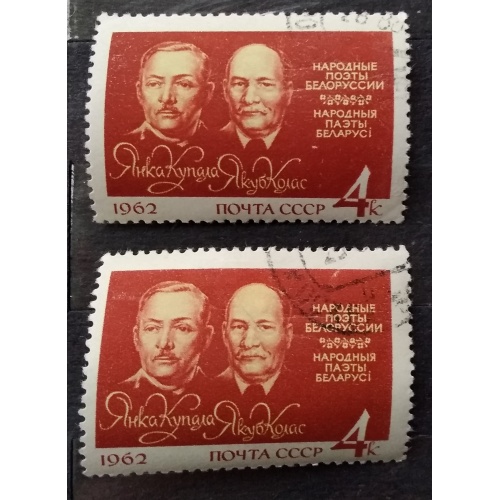 НАРОДНЫЕ
ПОЭТЫ
БЕЛОРУССИИ
НАРОДНЫЯ
ПАЭТЫ
БЕЛАРУСІ
Янка Купала Якуб Колас
1962 ПОЧТА СССР 4к
НАРОДНЫЕ
ПОЭТЫ
БЕЛОРУССИИ
НАРОДНЫЯ
ПАЭТЫ
БЕЛАРУСІ
Янка Купала Якуб Колас
1962 ПОЧТА СССР 4к